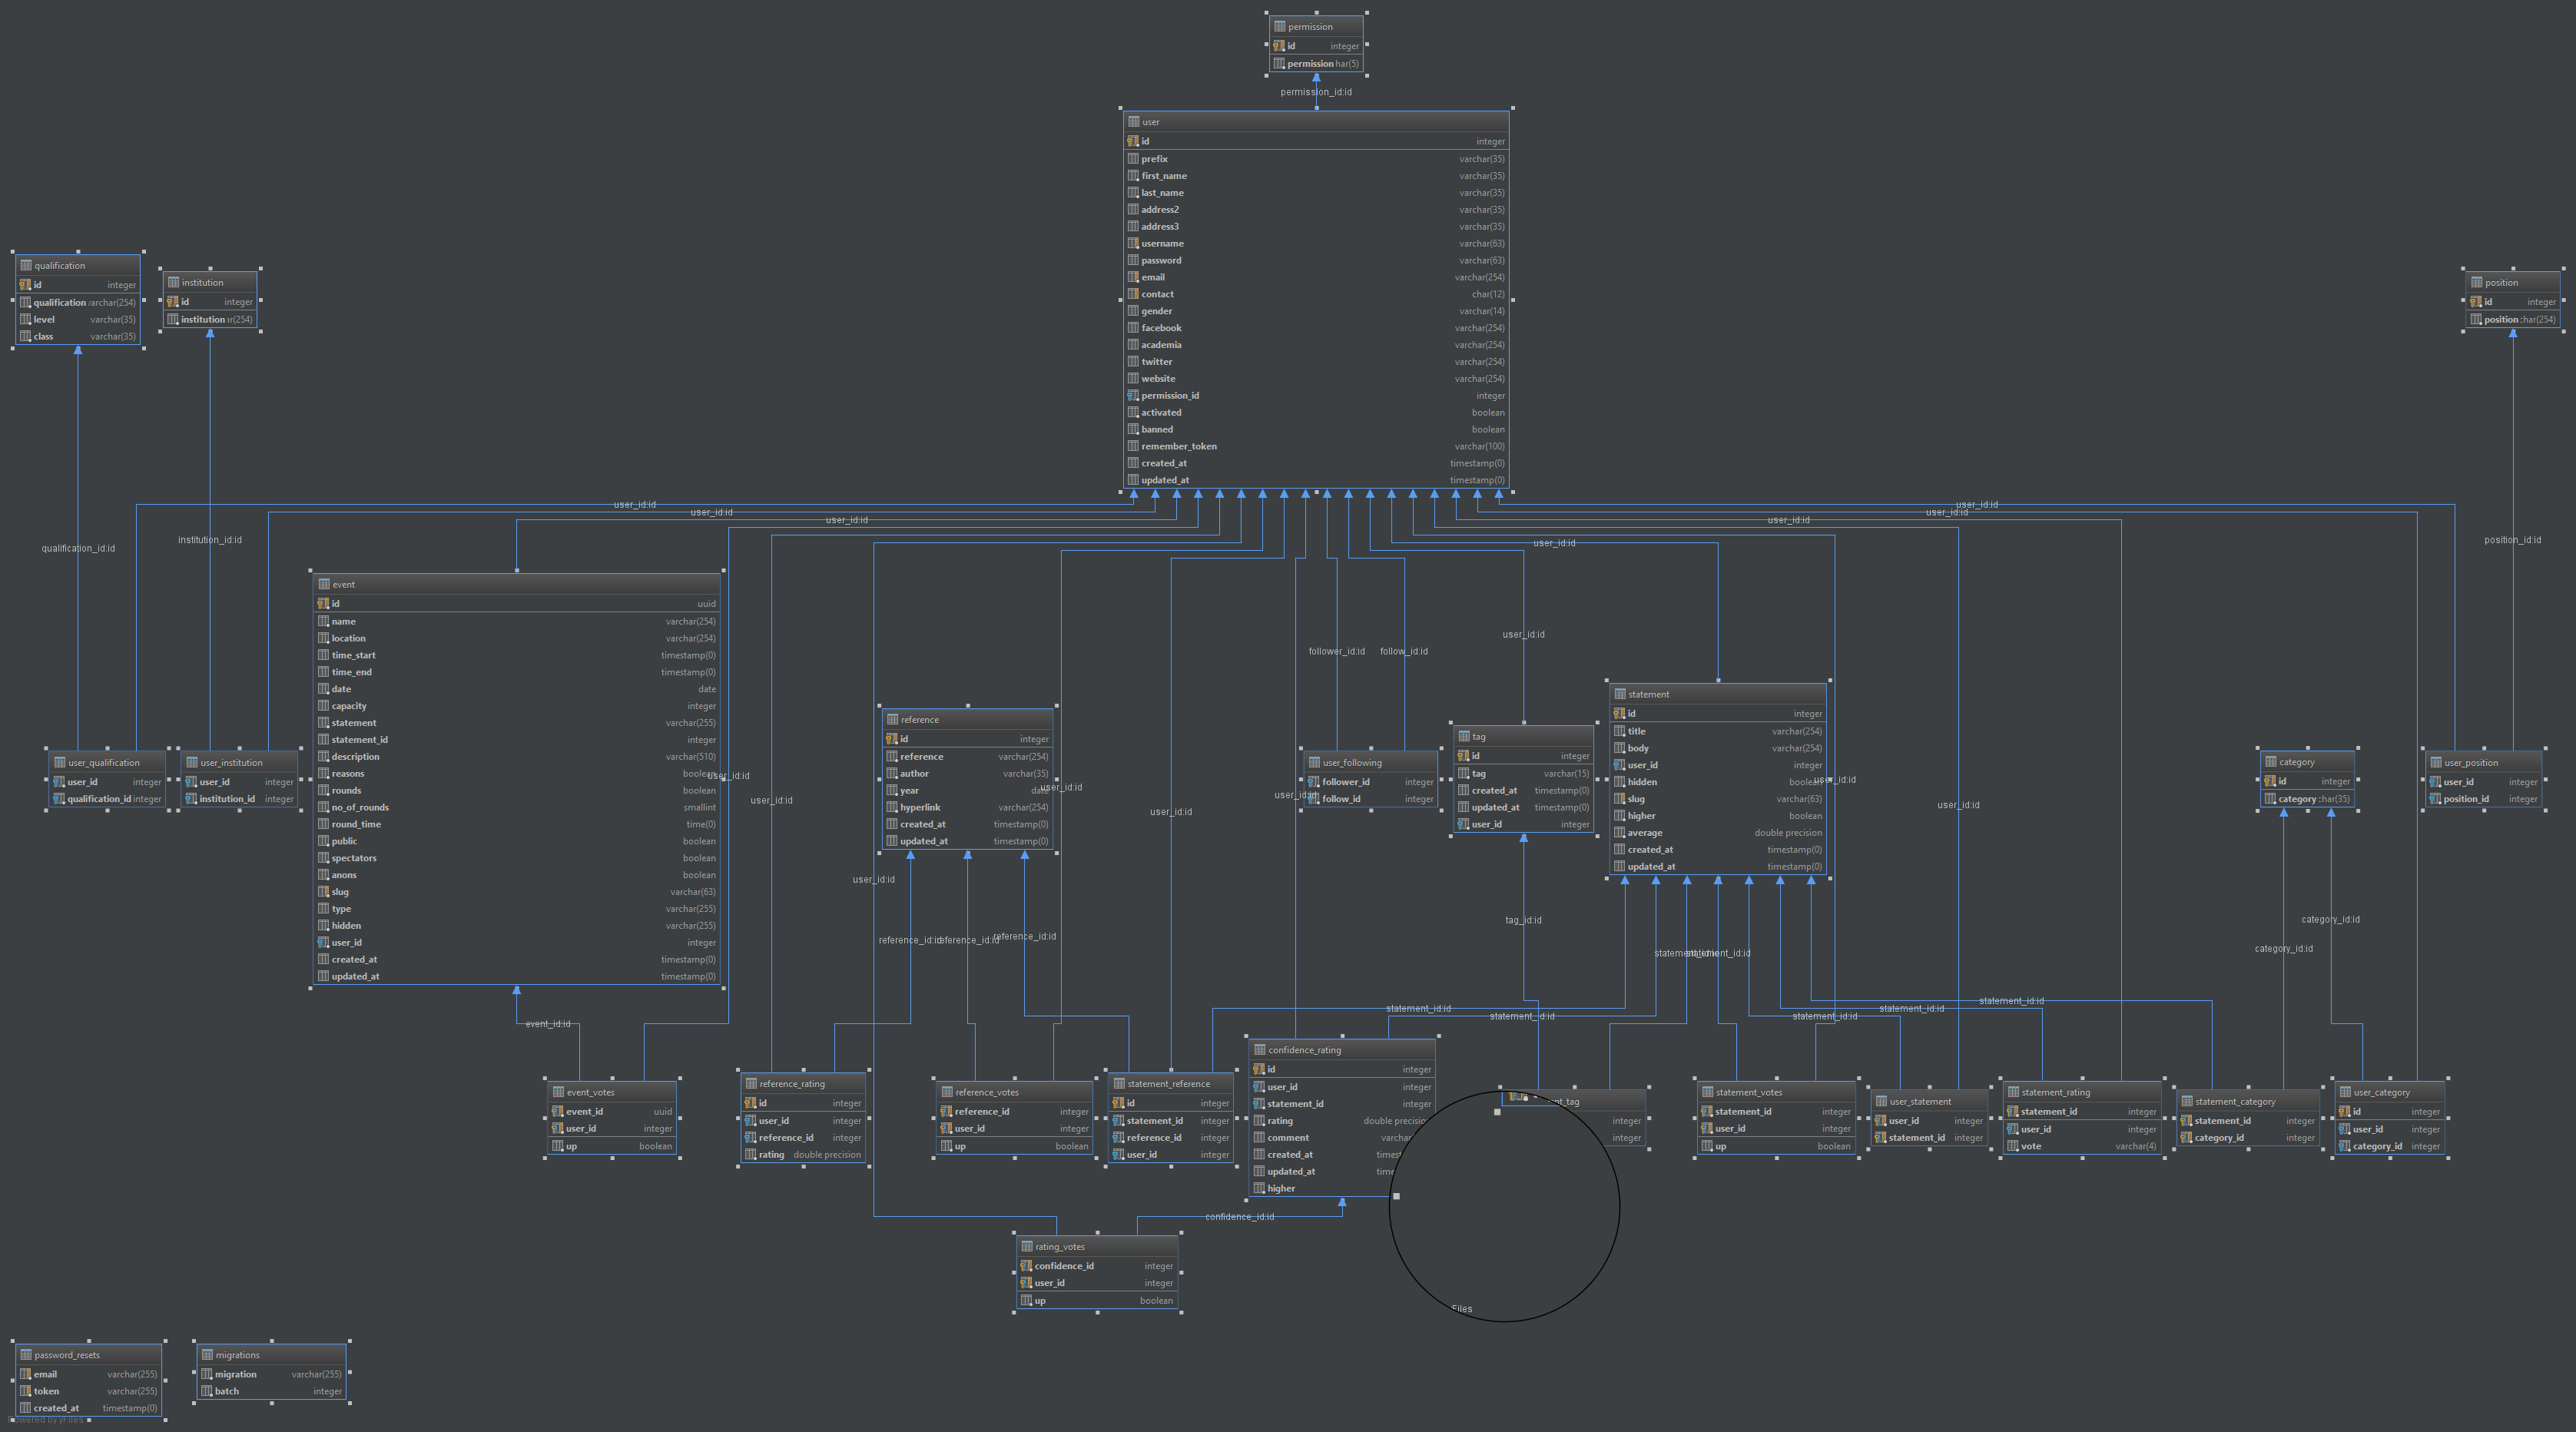 permission
id integer
permission har(5)
permission_id:id
user
id integer
prefix varchar(35)
first_name varchar(35)
last_name varchar(35)
address2 varchar(35)
address3 varchar(35)
username varchar(63)
password varchar(63)
email varchar(254)
contact char(12)
gender varchar(14)
facebook varchar(254)
academia varchar(254)
twitter varchar(254)
website varchar(254)
permission_id integer
activated boolean
banned boolean
remember_token varchar(100)
created_at timestamp(0)
updated_at timestamp(0)
qualification
id integer
qualification varchar(254)
level varchar(35)
class varchar(35)
institution
id integer
institution ir(254)
position
id integer
position :har(254)
user_id:id
user_id:id
user_id:id
user_id:id
user_id:id
user_id:id
user_id:id
qualification_id:id
institution_id:id
position_id:id
event
id uuid
name varchar(254)
location varchar(254)
time_start timestamp(0)
time_end timestamp(0)
date date
capacity integer
statement varchar(255)
statement_id integer
description varchar(510)
reasons boolean
rounds boolean
no_of_rounds smallint
round_time time(0)
public boolean
spectators boolean
anons boolean
slug varchar(63)
type varchar(255)
hidden varchar(255)
user_id integer
created_at timestamp(0)
updated_at timestamp(0)
user_id:id
follower_id:id
follow_id:id
reference
id integer
reference varchar(254)
author varchar(35)
year date
hyperlink varchar(254)
created_at timestamp(0)
updated_at timestamp(0)
statement
id integer
title varchar(254)
body varchar(254)
user_id integer
hidden boolean
slug varchar(63)
higher boolean
average double precision
created_at timestamp(0)
updated_at timestamp(0)
tag
id integer
tag varchar(15)
created_at timestamp(0)
updated_at timestamp(0)
user_id integer
user_qualification
user_id integer
qualification_id integer
user_institution
user_id integer
institution_id integer
user_following
follower_id integer
follow_id integer
category
id integer
category :har(35)
user_position
user_id integer
position_id integer
user_id:id
user_id:id
user_id:id
user_id:id
user_id:id
user_id:id
user_id:id
user_id:id
reference_id:id
reference_id:id
reference_id:id
tag_id:id
statement_id:id
statement_id:id
category_id:id
category_id:id
statement_id:id
statement_id:id
statement_id:id
statement_id:id
statement_id:id
event_id:id
event_votes
event_id uuid
user_id integer
up boolean
reference_rating
id integer
user_id integer
reference_id integer
rating double precision
reference_votes
reference_id integer
user_id integer
up boolean
statement_reference
id integer
statement_id integer
reference_id integer
user_id integer
confidence_rating
id integer
user_id integer
statement_id integer
rating double precision
comment varchar
created_at times
updated_at time
higher
nt_tag
integer
integer
statement_votes
statement_id integer
user_id integer
up boolean
user_statement
user_id integer
statement_id integer
statement_rating
statement_id integer
user_id integer
vote varchar(4)
statement_category
statement_id integer
category_id integer
user_category
id integer
user_id integer
category_id integer
confidence_id:id
rating_votes
confidence_id integer
user_id integer
up boolean
Files
password_resets
email varchar(255)
token varchar(255)
created_at timestamp(0)
migrations
migration varchar(255)
batch integer
Powered by yFiles